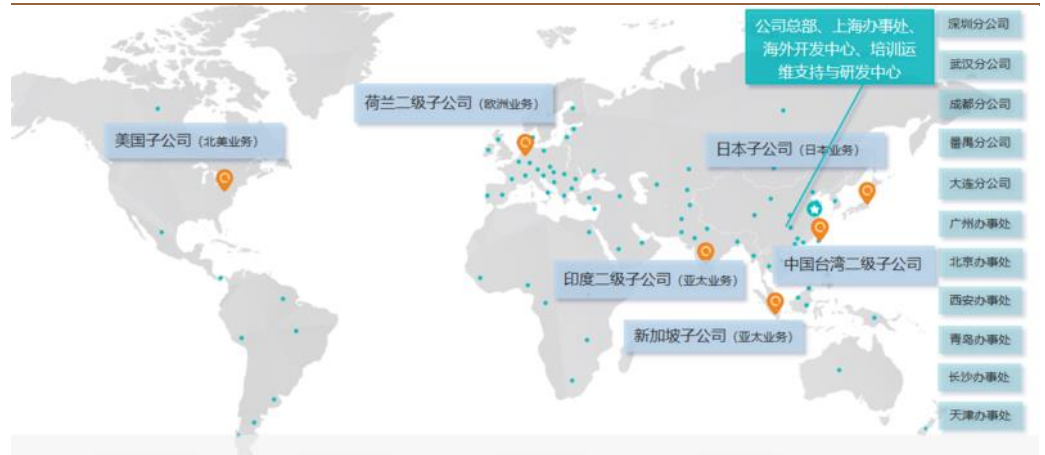 公司总部、上海办事处、
海外开发中心、培训运
维支持与研发中心
荷兰二级子公司（欧洲业务）
美国子公司（北美业务）
日本子公司（日本业务）
印度二级子公司（亚太业务）
中国台湾二级子公司
新加坡子公司（亚太业务）
深圳分公司
武汉分公司
成都分公司
番禺分公司
大连分公司
广州办事处
北京办事处
西安办事处
青岛办事处
长沙办事处
天津办事处